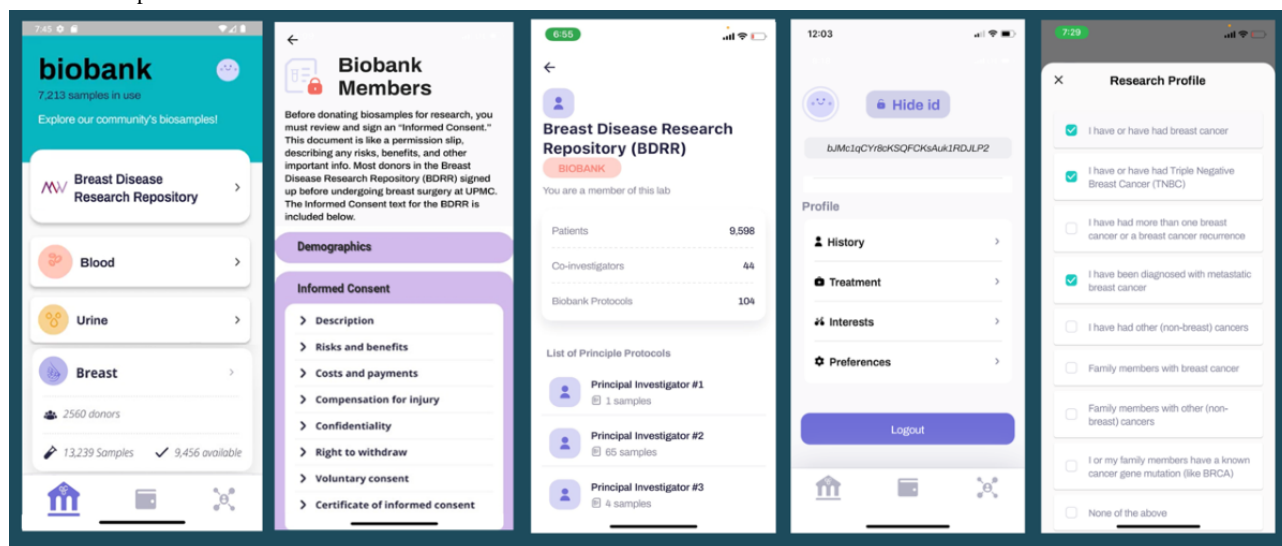 7:45
biobank
7,213 samples in use
Explore our community's biosamples!
Breast Disease
Research Repository
Blood
Urine
Breast
2560 donors
13,239 Samples 9,456 available
Biobank
Members
Before donating biosamples for research, you
must review and sign an "Informed Consent."
This document is like a permission slip,
describing any risks, benefits, and other
important info. Most donors in the Breast
Disease Research Repository (BDRR) signed
up before undergoing breast surgery at UPMC.
The Informed Consent text for the BDRR is
included below.
Demographics
Informed Consent
Description
Risks and benefits
Costs and payments
Compensation for injury
Confidentiality
Right to withdraw
Voluntary consent
Certificate of informed consent
6:55
Breast Disease Research
Repository (BDRR)
BIOBANK
You are a member of this lab
Patients 9,598
Co-investigators 44
Biobank Protocols 104
List of Principle Protocols
Principal Investigator #1
1 samples
Principal Investigator #2
65 samples
Principal Investigator #3
4 samples
12:03
Hide id
bJMc1qCYr8cKSQFCKsAuk1RDJLP2
Profile
History
Treatment
Interests
Preferences
Logout
7:29
Research Profile
I have or have had breast cancer
I have or have had Triple Negative
Breast Cancer (TNBC)
I have had more than one breast
cancer or a breast cancer recurrence
I have been diagnosed with metastatic
breast cancer
I have had other (non-breast) cancers
Family members with breast cancer
Family members with other (non-
breast) cancers
I or my family members have a known
cancer gene mutation (like BRCA)
None of the above